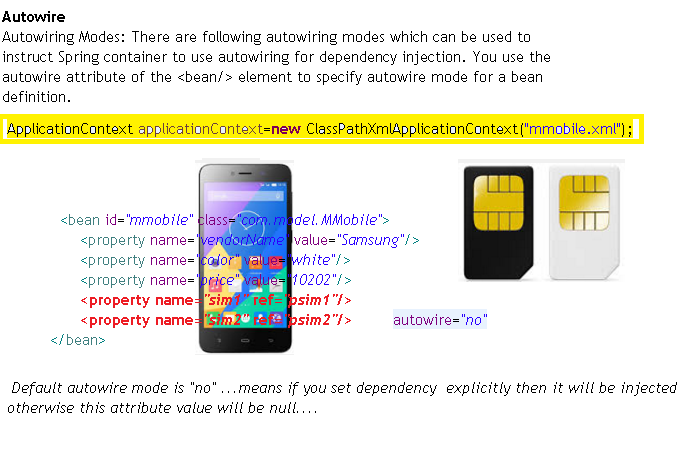 Autowire
Autowiring Modes: There are following autowiring modes which can be used to
instruct Spring container to use autowiring for dependency injection. You use the
autowire attribute of the <bean/> element to specify autowire mode for a bean
definition.
ApplicationContext applicationContext=new ClassPathXmlApplicationContext("mmobile.xml");
<bean id="mmobile" class="com.model.MMobile">
<property name="vendorName" value="Samsung"/>
<property name="color" value="white"/>
<property name="price" value="10202"/>
<property name="sim1" ref="psim1"/>
<property name="sim2" ref="psim2"/> autowire="no"
</bean>
Default autowire mode is "no" ...means if you set dependency explicitly then it will be injected
otherwise this attribute value will be null....